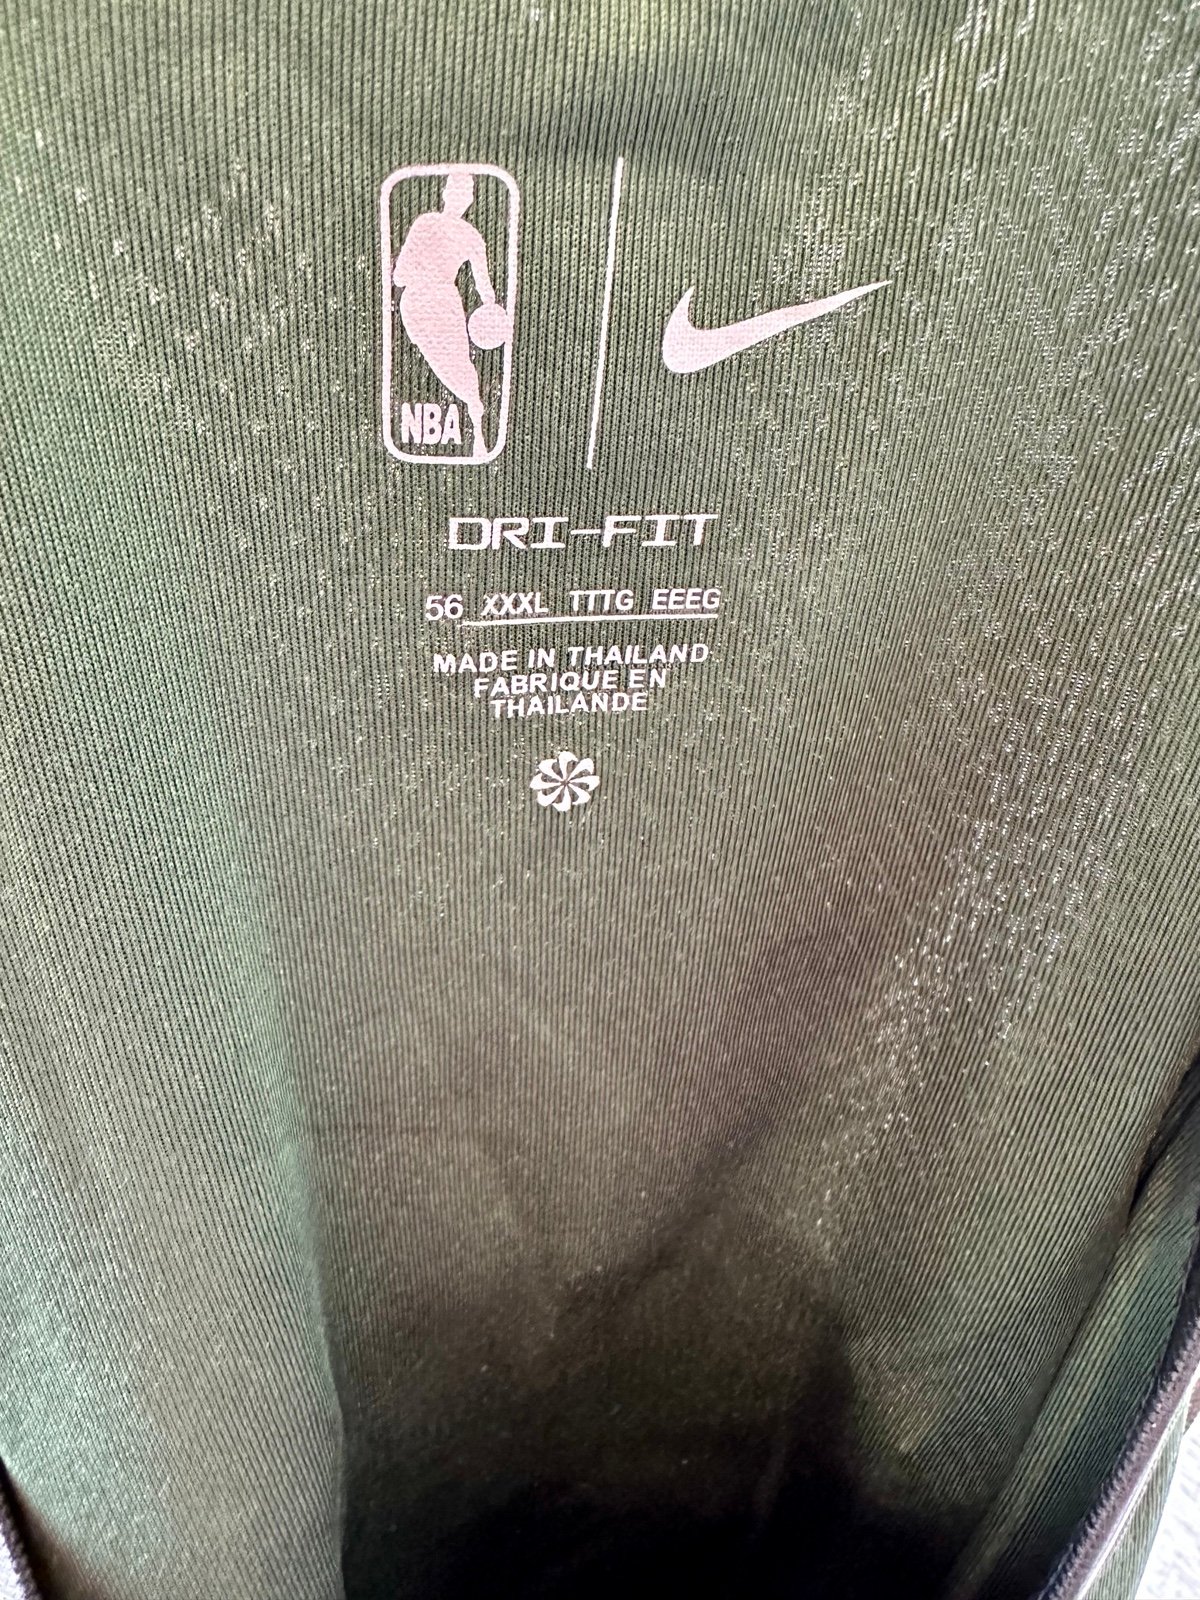 NBA
DRI-FIT
56 XXXL TTTG EEEG
MADE IN THAILAND
FABRIQUE EN
THAILANDE